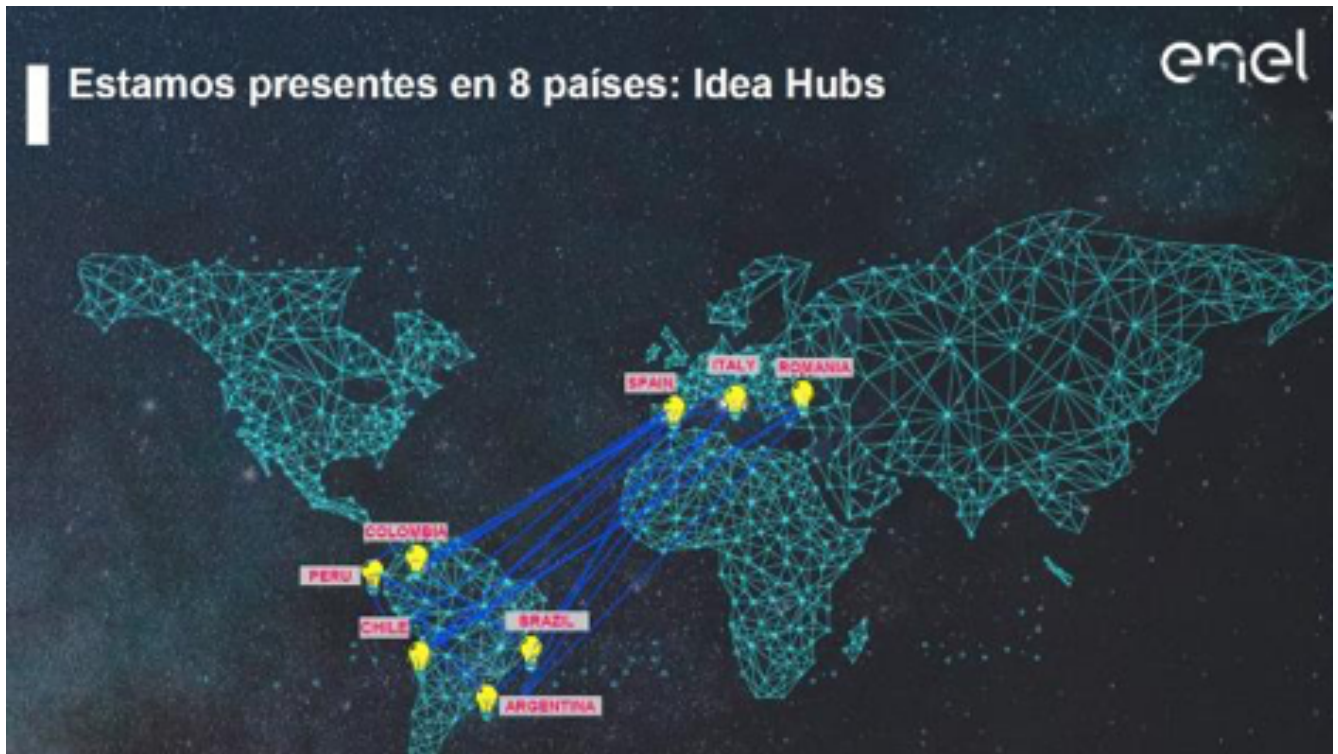 enel
Estamos presentes en 8 países: Idea Hubs
ITALY
ROMANIA
SPAIN
COLOMBIA
PERU
CHILE
BRAZIL
ARGENTINA